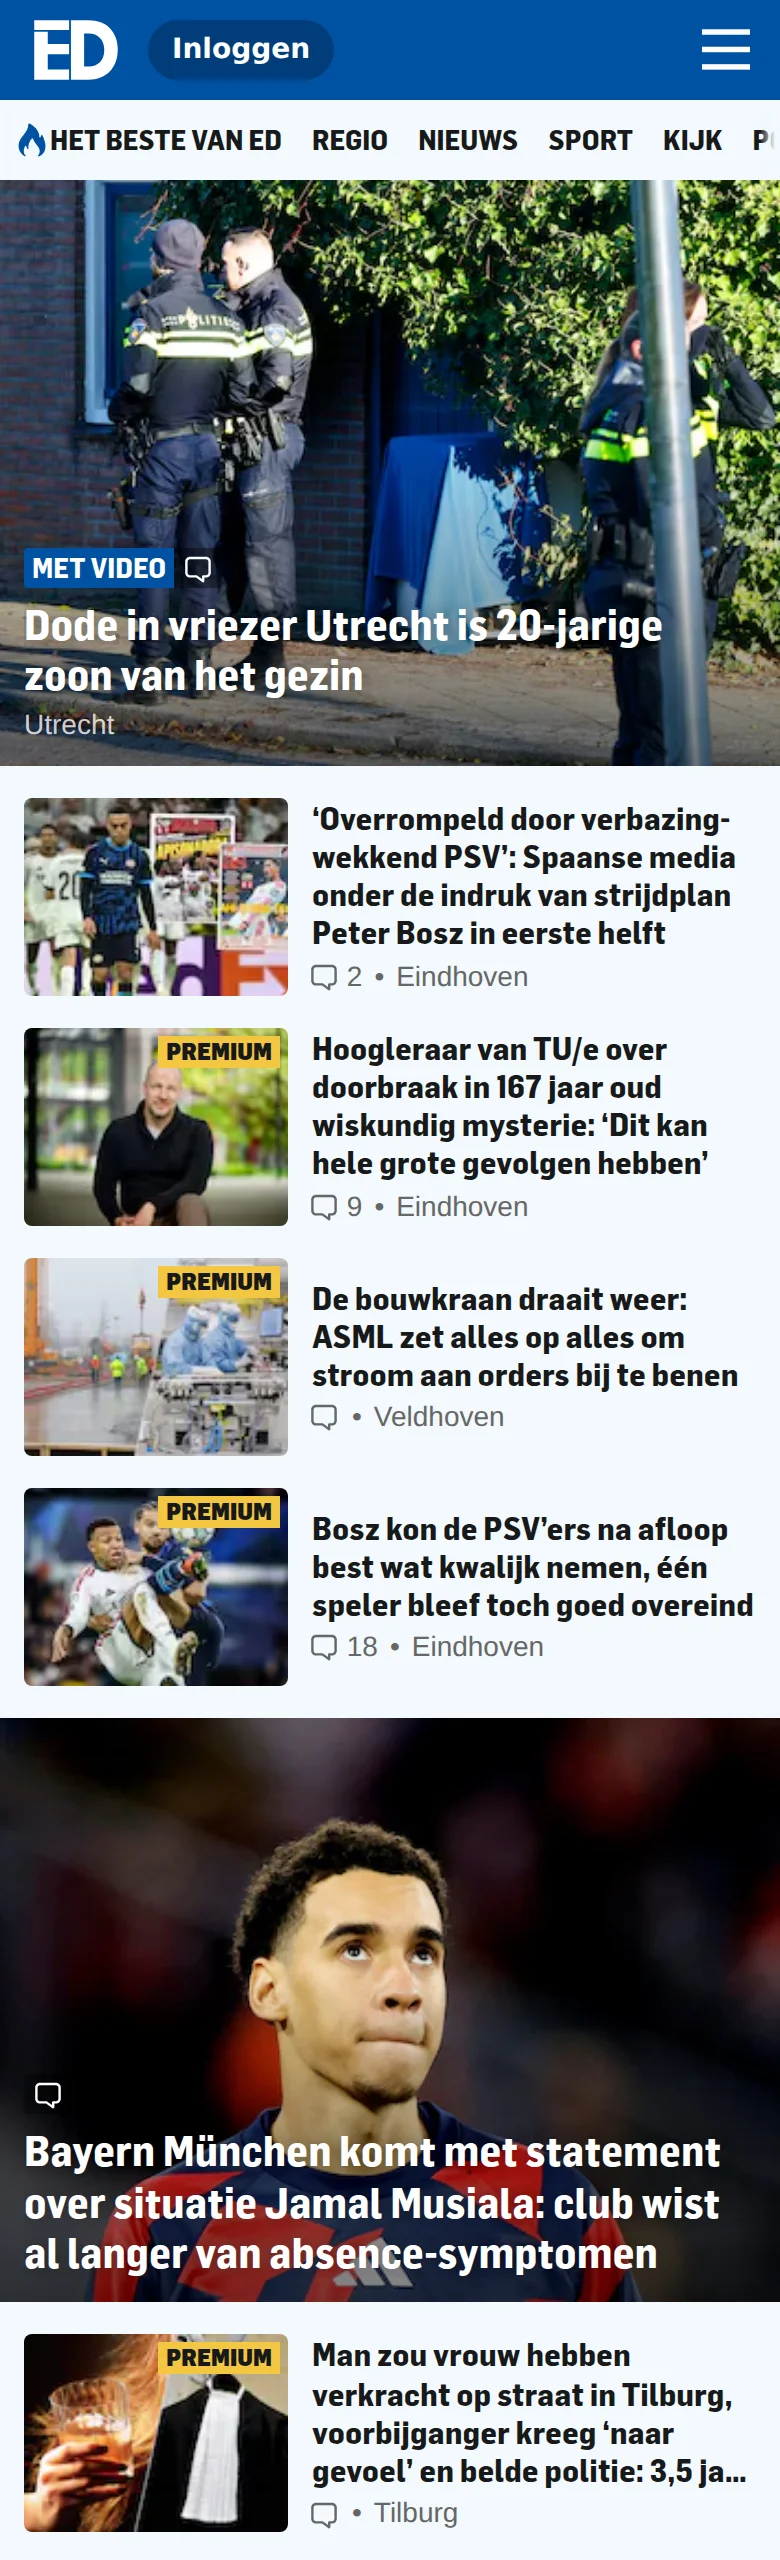 ED Inloggen
HET BESTE VAN ED REGIO NIEUWS SPORT KIJK
POLITIE
MET VIDEO
Dode in vriezer Utrecht is 20-jarige
zoon van het gezin
Utrecht
20
‘Overrompeld door verbazing-
wekkend PSV’: Spaanse media
onder de indruk van strijdplan
Peter Bosz in eerste helft
2 • Eindhoven
PREMIUM
Hoogleraar van TU/e over
doorbraak in 167 jaar oud
wiskundig mysterie: ‘Dit kan
hele grote gevolgen hebben’
9 • Eindhoven
PREMIUM
De bouwkraan draait weer:
ASML zet alles op alles om
stroom aan orders bij te benen
• Veldhoven
PREMIUM
Bosz kon de PSV’ers na afloop
best wat kwalijk nemen, één
speler bleef toch goed overeind
18 • Eindhoven
Bayern München komt met statement
over situatie Jamal Musiala: club wist
al langer van absence-symptomen
PREMIUM
Man zou vrouw hebben
verkracht op straat in Tilburg,
voorbijganger kreeg ‘naar
gevoel’ en belde politie: 3,5 ja...
• Tilburg